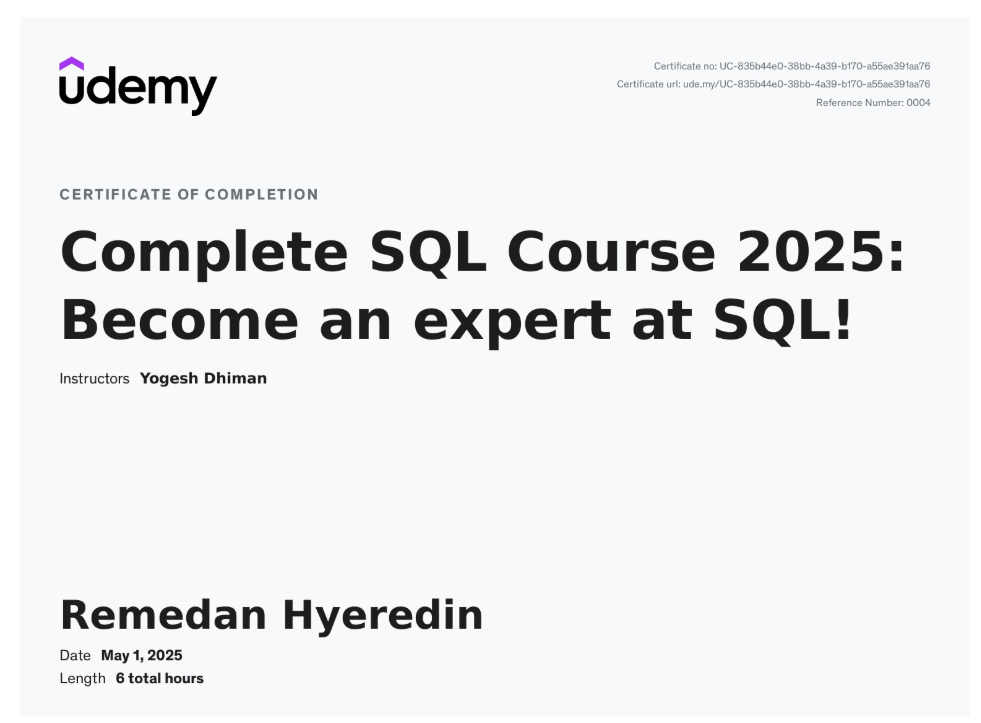 udemy
Certificate no: UC-835b44e0-38bb-4a39-b170-a55ae391aa76
Certificate url: ude.my/UC-835b44e0-38bb-4a39-b170-a55ae391aa76
Reference Number: 0004
CERTIFICATE OF COMPLETION
Complete SQL Course 2025:
Become an expert at SQL!
Instructors Yogesh Dhiman
Remedan Hyeredin
Date May 1, 2025
Length 6 total hours